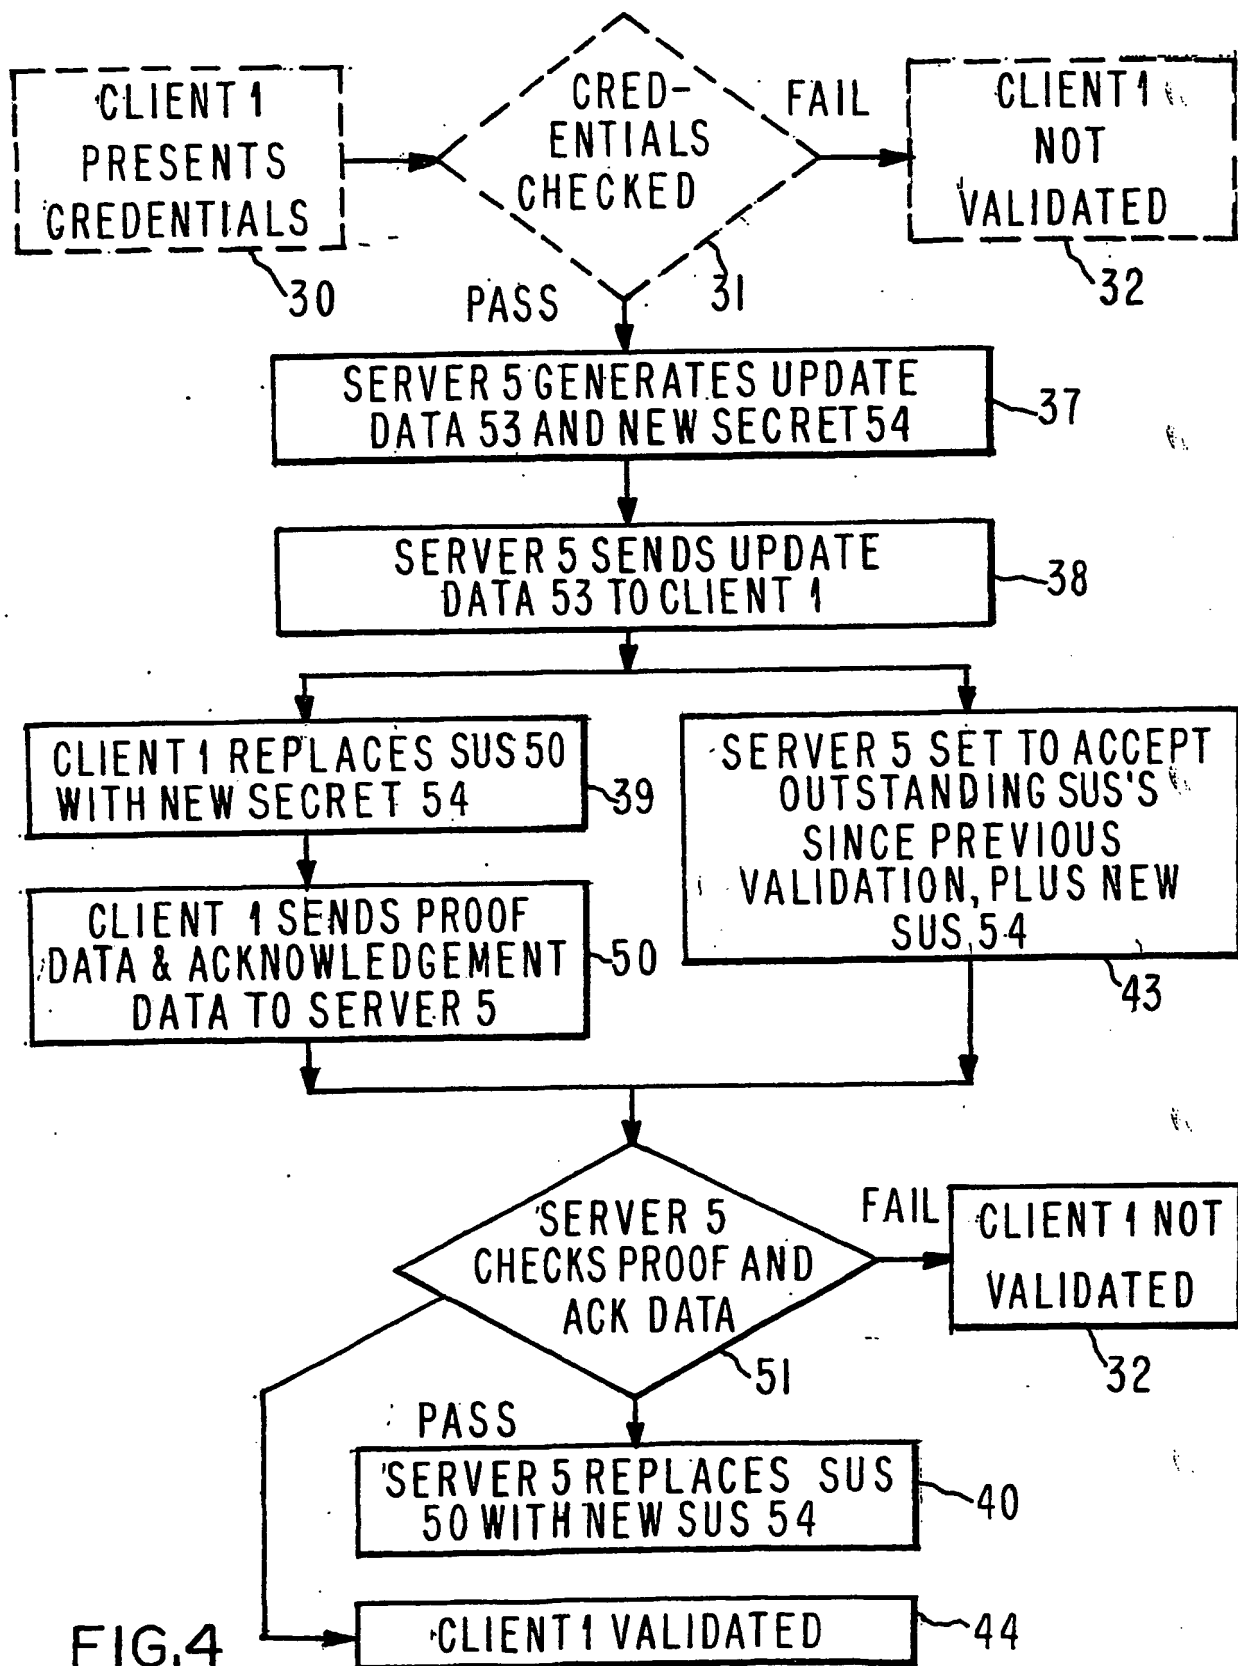 CLIENT 1
PRESENTS
CREDENTIALS
30
CRED-
ENTIALS
CHECKED
31
FAIL
CLIENT 1
NOT
VALIDATED
32
PASS
SERVER 5 GENERATES UPDATE
DATA 53 AND NEW SECRET 54
37
SERVER 5 SENDS UPDATE
DATA 53 TO CLIENT 1
38
CLIENT 1 REPLACES SUS 50
WITH NEW SECRET 54
39
SERVER 5 SET TO ACCEPT
OUTSTANDING SUS'S
SINCE PREVIOUS
VALIDATION, PLUS NEW
SUS 54
43
CLIENT 1 SENDS PROOF
DATA & ACKNOWLEDGEMENT
DATA TO SERVER 5
50
SERVER 5
CHECKS PROOF AND
ACK DATA
51
FAIL
CLIENT 1 NOT
VALIDATED
32
PASS
SERVER 5 REPLACES SUS
50 WITH NEW SUS 54
40
CLIENT 1 VALIDATED
44
FIG.4